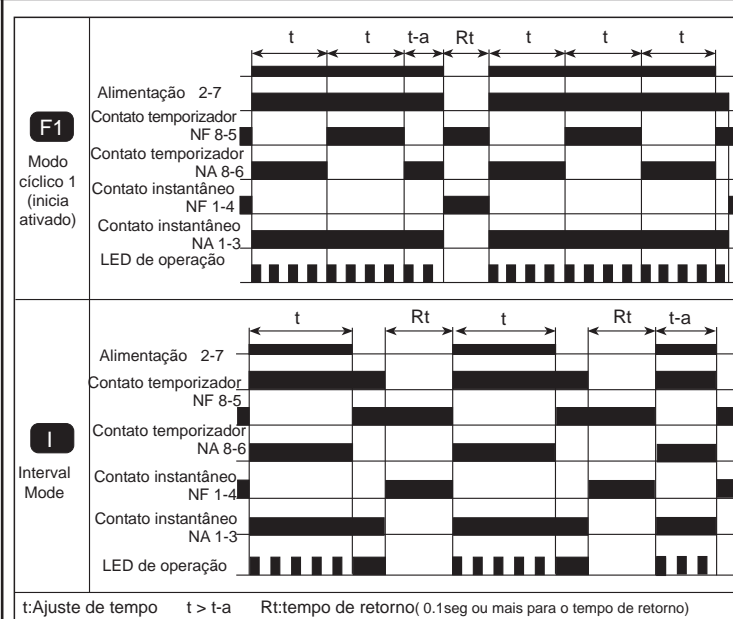 t t t-a Rt t t t
Alimentação 2-7
Contato temporizador
NF 8-5
F1
Contato temporizador
NA 8-6
Modo
cíclico 1
(inicia
ativado)
Contato instantâneo
NF 1-4
Contato instantâneo
NA 1-3
LED de operação
t Rt t Rt t-a
Alimentação 2-7
Contato temporizador
NF 8-5
I
Contato temporizador
NA 8-6
Interval
Mode
Contato instantâneo
NF 1-4
Contato instantâneo
NA 1-3
LED de operação
t:Ajuste de tempo t > t-a Rt:tempo de retorno( 0.1seg ou mais para o tempo de retorno)